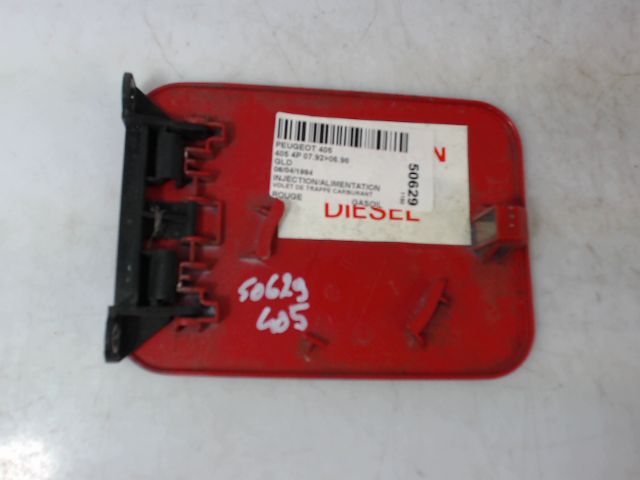 PEUGEOT 405
405 4P 07.92>06.96
GLD
08/04/1994
INJECTION/ALIMENTATION
VOLET DE TRAPPE CARBURANT
ROUGE GASOIL
50629
N
DIESEL
50629
405